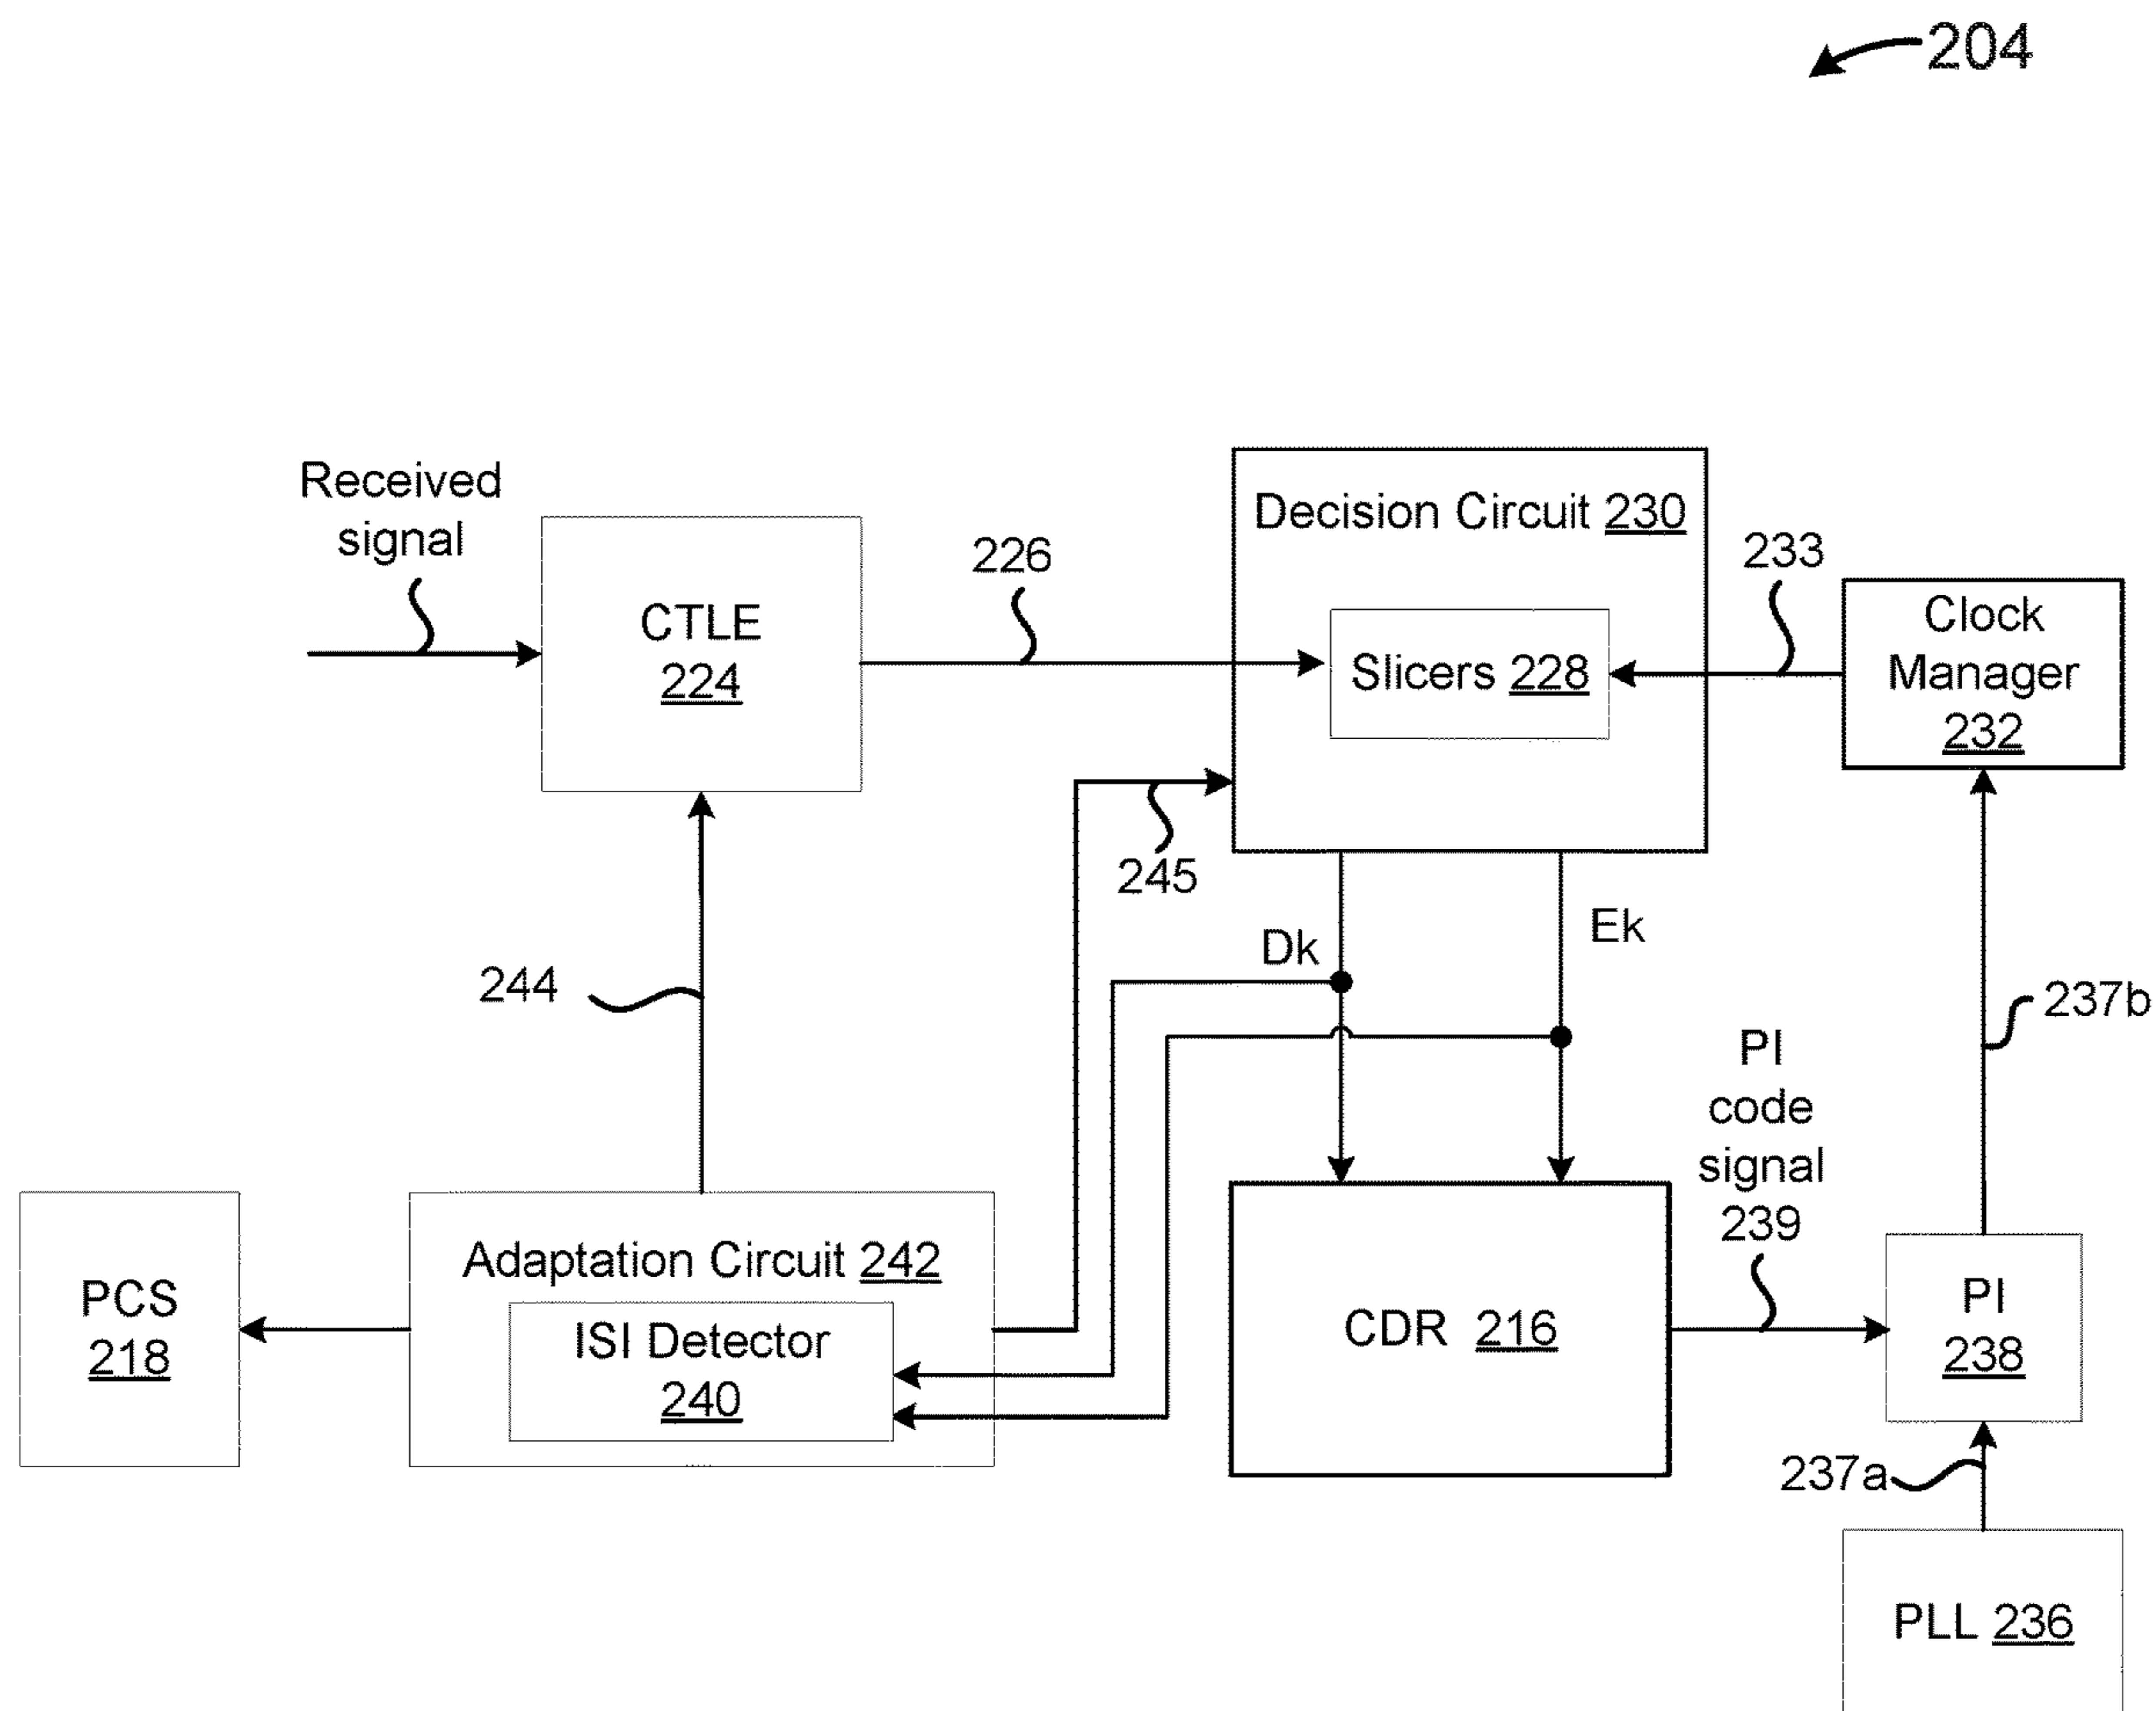 204
Received
signal
CTLE
224
226
Decision Circuit 230
Slicers 228
233
Clock
Manager
232
245
244
Dk
Ek
237b
PI
code
signal
239
PCS
218
Adaptation Circuit 242
ISI Detector
240
CDR 216
PI
238
237a
PLL 236